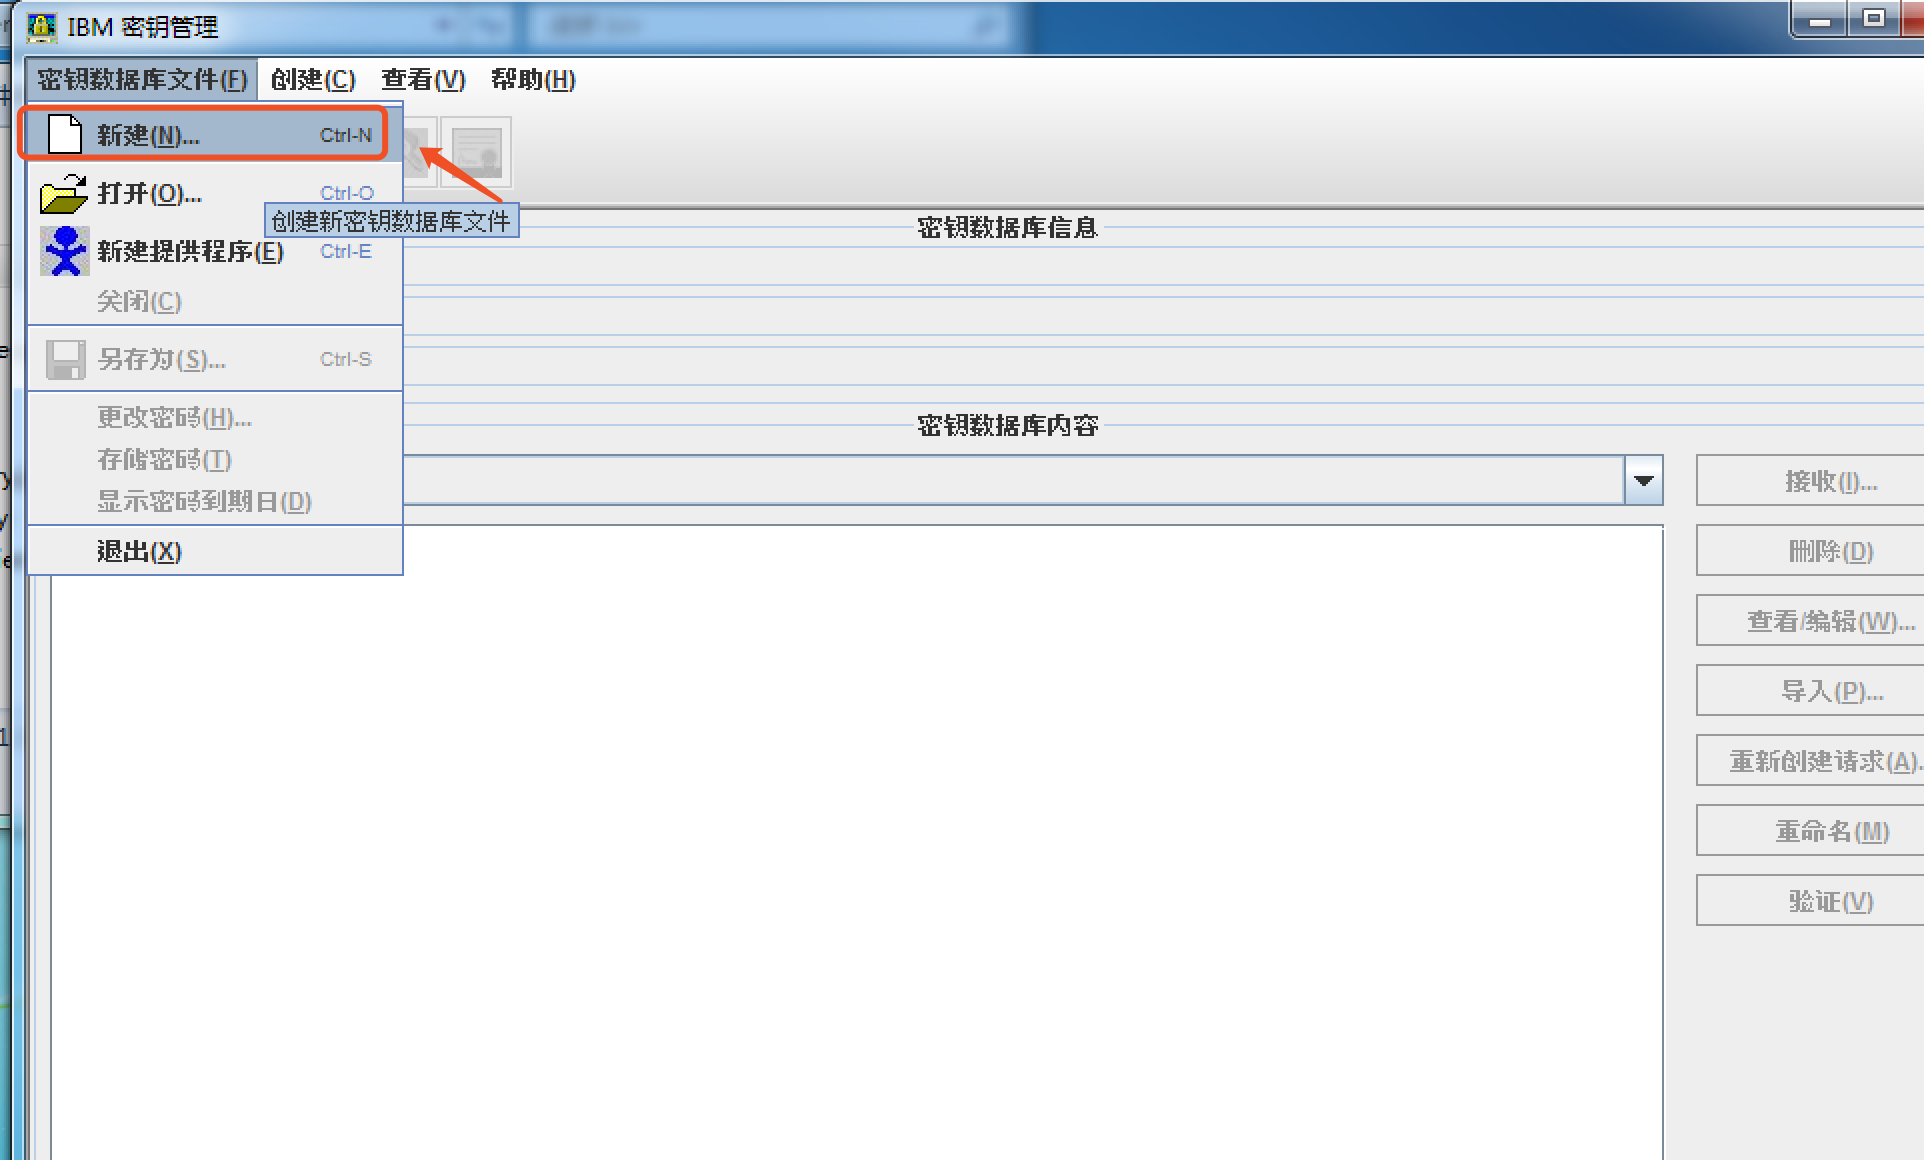 IBM 密钥管理
密钥数据库文件(F) 创建(C) 查看(V) 帮助(H)
新建(N)... Ctrl-N
打开(O)... Ctrl-O
创建新密钥数据库文件
新建提供程序(E) Ctrl-E
关闭(C)
另存为(S)... Ctrl-S
更改密码(H)...
存储密码(T)
显示密码到期日(D)
退出(X)
密钥数据库信息
密钥数据库内容
接收(I)...
删除(D)
查看/编辑(W)...
导入(P)...
重新创建请求(A).
重命名(M)
验证(V)